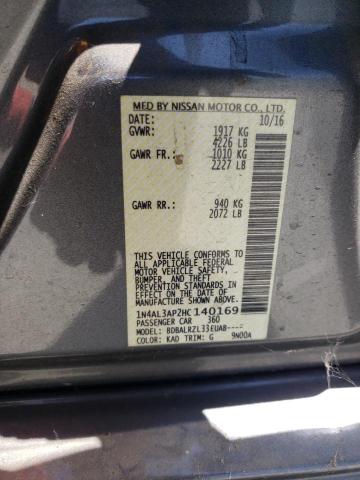 MFD BY NISSAN MOTOR CO., LTD.
DATE: 10/16
GVWR: 1917 KG
4226 LB
GAWR FR.: 1010 KG
2227 LB
GAWR RR.: 940 KG
2072 LB
THIS VEHICLE CONFORMS TO
ALL APPLICABLE FEDERAL
MOTOR VEHICLE SAFETY,
BUMPER, AND THEFT
PREVENTION STANDARDS
IN EFFECT ON THE DATE OF
MANUFACTURE SHOWN ABOVE.
1N4AL3AP2HC140169
PASSENGER CAR 360
MODEL: BDBALRZL33EUAB----
COLOR: KAD TRIM: G 9N00A